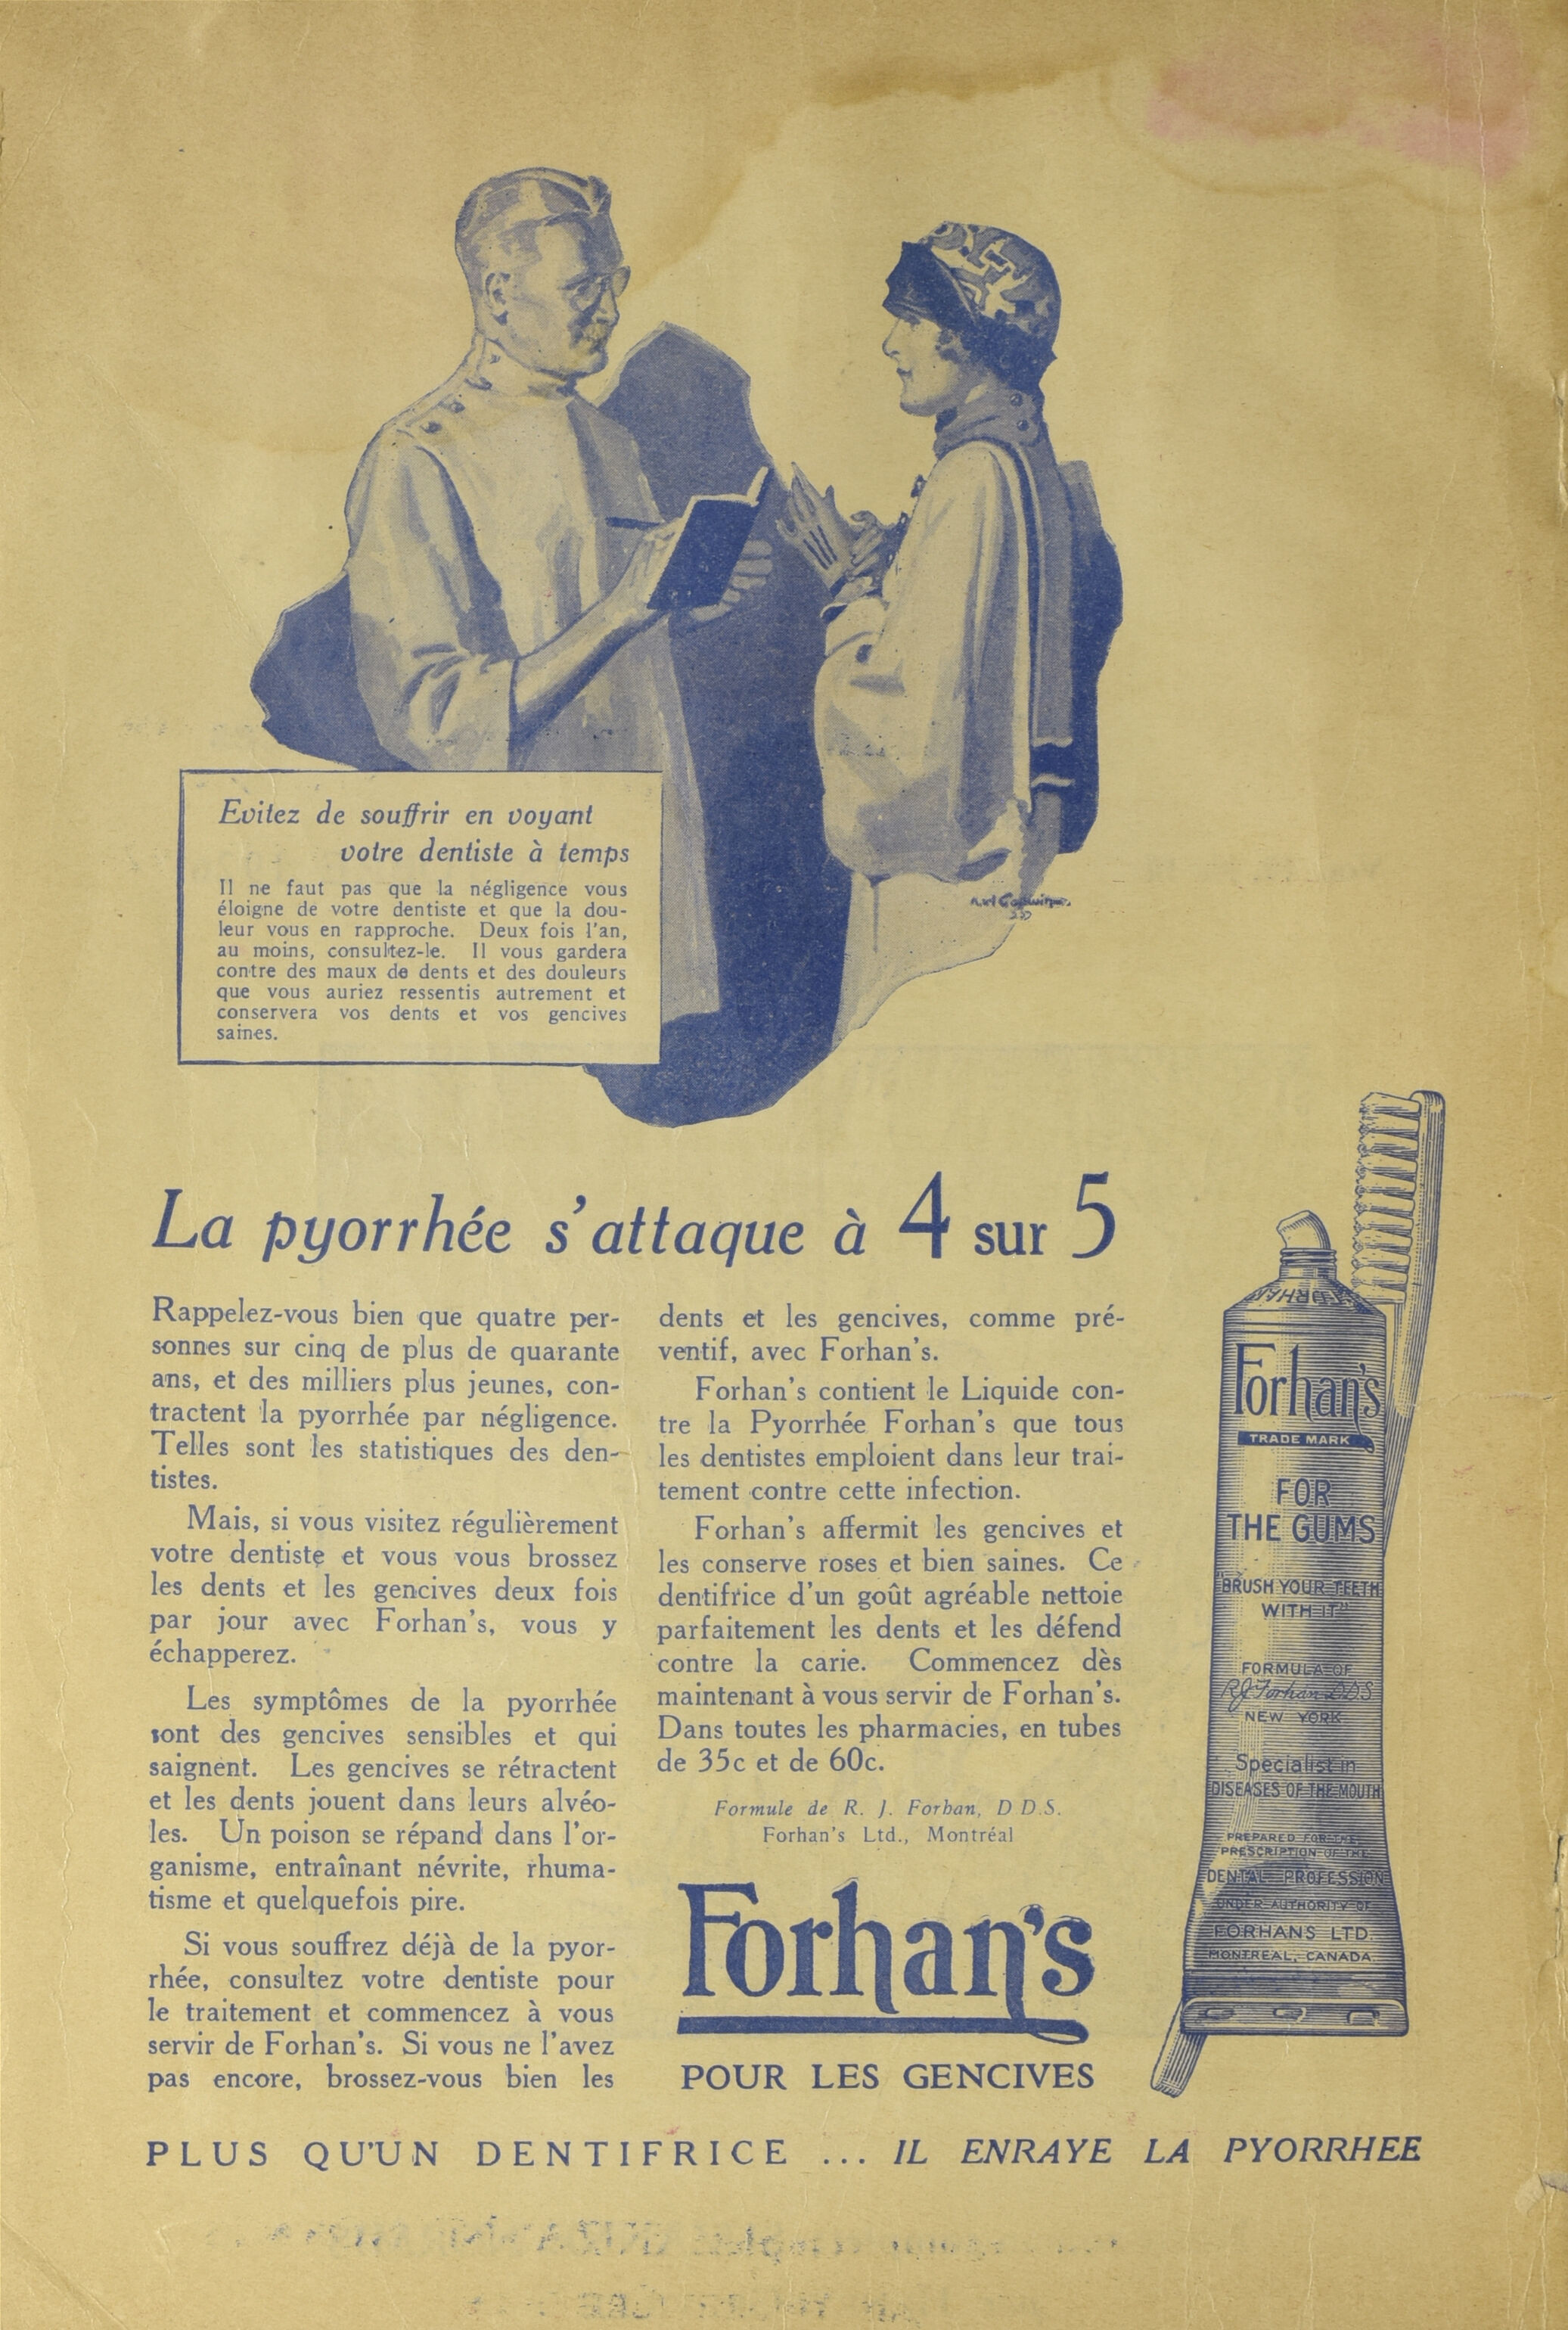 Evitez de souffrir en voyant
votre dentiste à temps
Il ne faut pas que la négligence vous
éloigne de votre dentiste et que la dou-
leur vous en rapproche. Deux fois l'an,
au moins, consultez-le. Il vous gardera
contre des maux de dents et des douleurs
que vous auriez ressentis autrement et
conservera vos dents et vos gencives
saines.
La pyorrhée s'attaque à 4 sur 5
Rappelez-vous bien que quatre per-
sonnes sur cinq de plus de quarante
ans, et des milliers plus jeunes, con-
tractent la pyorrhée par négligence.
Telles sont les statistiques des den-
tistes.
Mais, si vous visitez régulièrement
votre dentiste et vous vous brossez
les dents et les gencives deux fois
par jour avec Forhan's, vous y
échapperez.
Les symptômes de la pyorrhée
sont des gencives sensibles et qui
saignent. Les gencives se rétractent
et les dents jouent dans leurs alvéo-
les. Un poison se répand dans l'or-
ganisme, entraînant névrite, rhuma-
tisme et quelquefois pire.
Si vous souffrez déjà de la pyor-
rhée, consultez votre dentiste pour
le traitement et commencez à vous
servir de Forhan's. Si vous ne l'avez
pas encore, brossez-vous bien les
dents et les gencives, comme pré-
ventif, avec Forhan's.
Forhan's contient le Liquide con-
tre la Pyorrhée Forhan's que tous
les dentistes emploient dans leur trai-
tement contre cette infection.
Forhan's affermit les gencives et
les conserve roses et bien saines. Ce
dentifrice d'un goût agréable nettoie
parfaitement les dents et les défend
contre la carie. Commencez dès
maintenant à vous servir de Forhan's.
Dans toutes les pharmacies, en tubes
de 35c et de 60c.
Formule de R. J. Forhan, D D.S.
Forhan's Ltd., Montréal
Forhan's
POUR LES GENCIVES
Forhan's
TRADE MARK
FOR
THE GUMS
"BRUSH YOUR TEETH
WITH IT"
FORMULA OF
R J Forhan D.D.S
NEW YORK
Specialist in
DISEASES OF THE MOUTH
PREPARED FOR THE
PRESCRIPTION OF THE
DENTAL PROFESSION
UNDER AUTHORITY OF
FORHANS LTD.
MONTREAL, CANADA
PLUS QU'UN DENTIFRICE ... IL ENRAYE LA PYORRHEE